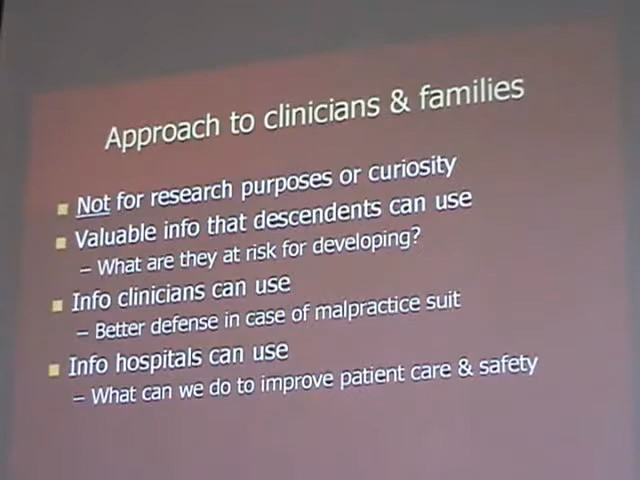 Approach to clinicians & families
Not for research purposes or curiosity
Valuable info that descendents can use
– What are they at risk for developing?
Info clinicians can use
– Better defense in case of malpractice suit
Info hospitals can use
– What can we do to improve patient care & safety